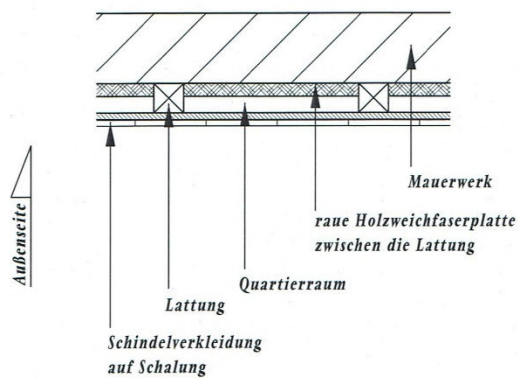 Außenseite
Mauerwerk
raue Holzweichfaserplatte
zwischen die Lattung
Quartierraum
Lattung
Schindelverkleidung
auf Schalung